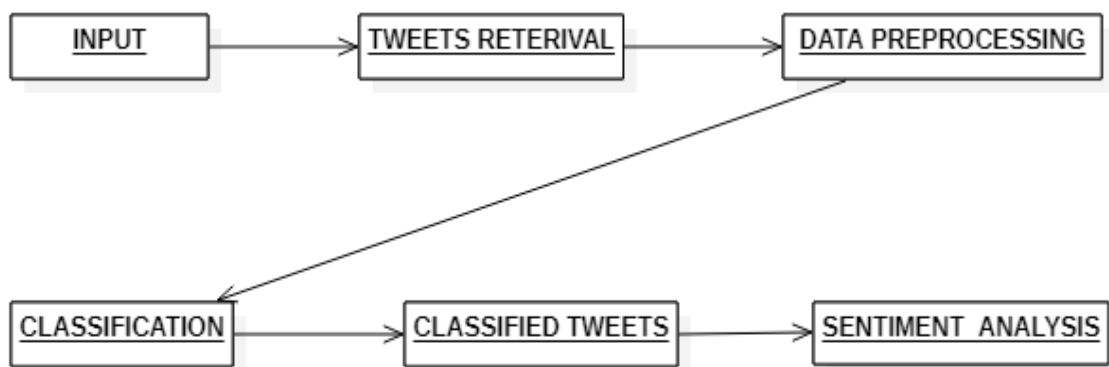 INPUT
TWEETS RETERIVAL
DATA PREPROCESSING
CLASSIFICATION
CLASSIFIED TWEETS
SENTIMENT ANALYSIS